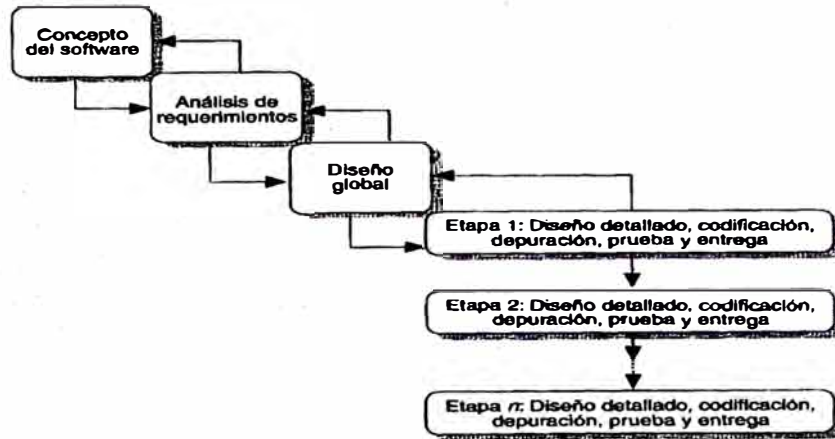 Concepto
del software
Análisis de
requerimientos
Diseño
global
Etapa 1: Diseño detallado, codificación,
depuración, prueba y entrega
Etapa 2: Diseño detallado, codificación,
depuración, prueba y entrega
Etapa n: Diseño detallado, codificación,
depuración, prueba y entrega